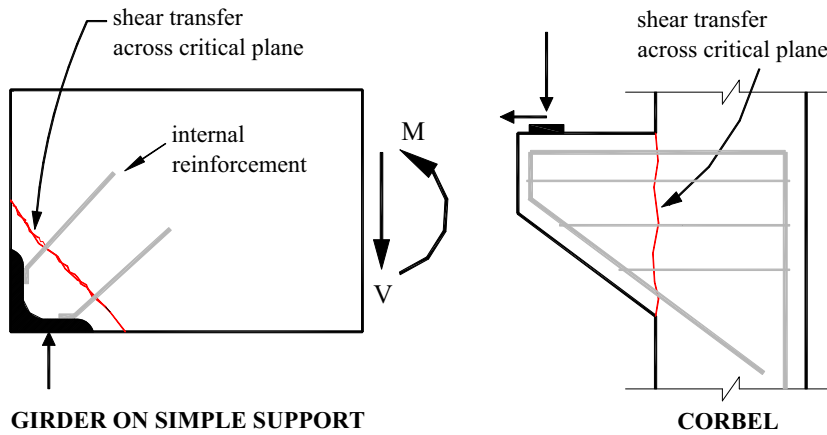 shear transfer
across critical plane
internal
reinforcement
M
V
GIRDER ON SIMPLE SUPPORT
shear transfer
across critical plane
CORBEL